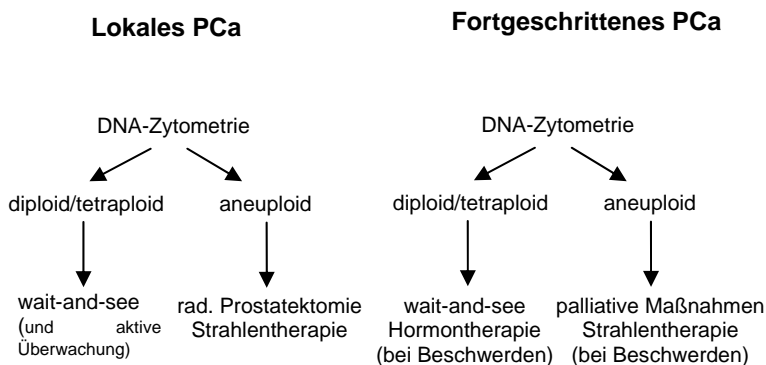 Lokales PCa
DNA-Zytometrie
diploid/tetraploid
aneuploid
wait-and-see
(und aktive
Überwachung)
rad. Prostatektomie
Strahlentherapie
Fortgeschrittenes PCa
DNA-Zytometrie
diploid/tetraploid
aneuploid
wait-and-see
Hormontherapie
(bei Beschwerden)
palliative Maßnahmen
Strahlentherapie
(bei Beschwerden)